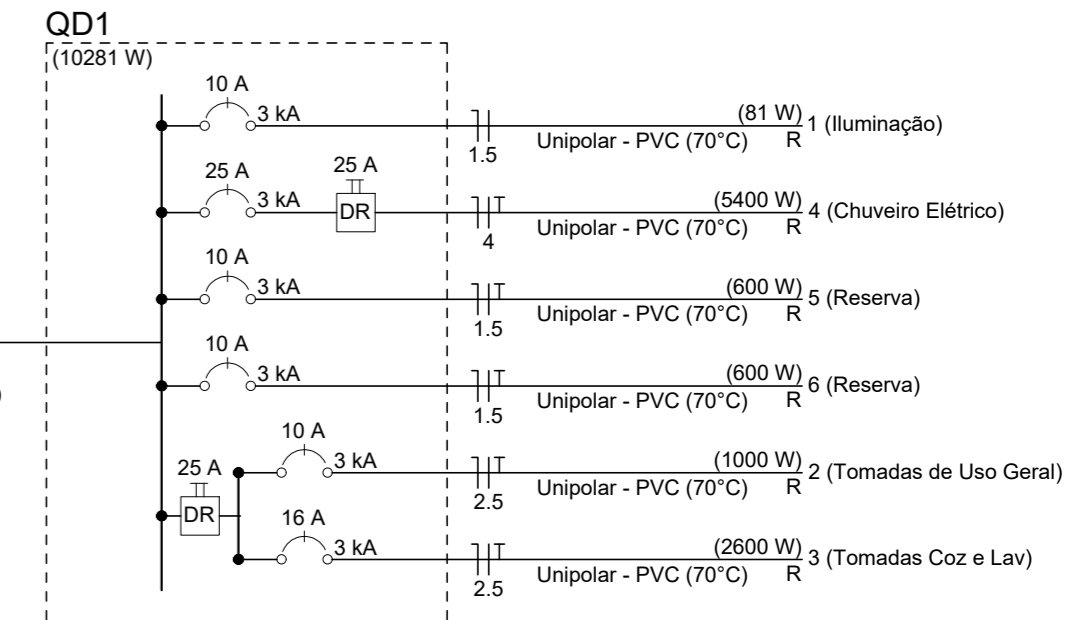 QD1
(10281 W)
10 A
3 kA
1.5
(81 W)
Unipolar - PVC (70°C)
R
1 (Iluminação)
25 A
3 kA
25 A
DR
T
4
(5400 W)
Unipolar - PVC (70°C)
R
4 (Chuveiro Elétrico)
10 A
3 kA
T
1.5
(600 W)
Unipolar - PVC (70°C)
R
5 (Reserva)
10 A
3 kA
T
1.5
(600 W)
Unipolar - PVC (70°C)
R
6 (Reserva)
)
25 A
DR
10 A
3 kA
T
2.5
(1000 W)
Unipolar - PVC (70°C)
R
2 (Tomadas de Uso Geral)
16 A
3 kA
T
2.5
(2600 W)
Unipolar - PVC (70°C)
R
3 (Tomadas Coz e Lav)